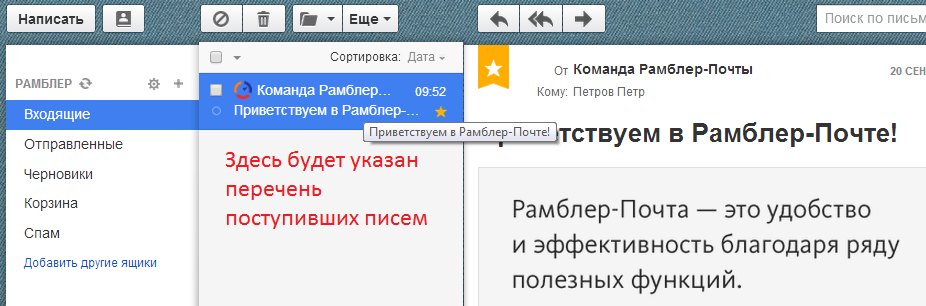 Написать
Еще
Поиск по письм
РАМБЛЕР
Входящие
Отправленные
Черновики
Корзина
Спам
Добавить другие ящики
Сортировка: Дата
Команда Рамблер... 09:52
Приветствуем в Рамблер-...
Приветствуем в Рамблер-Почте!
Здесь будет указан
перечень
поступивших писем
От Команда Рамблер-Почты
20 СЕН
Кому: Петров Петр
тствуем в Рамблер-Почте!
Рамблер-Почта — это удобство
и эффективность благодаря ряду
полезных функций.